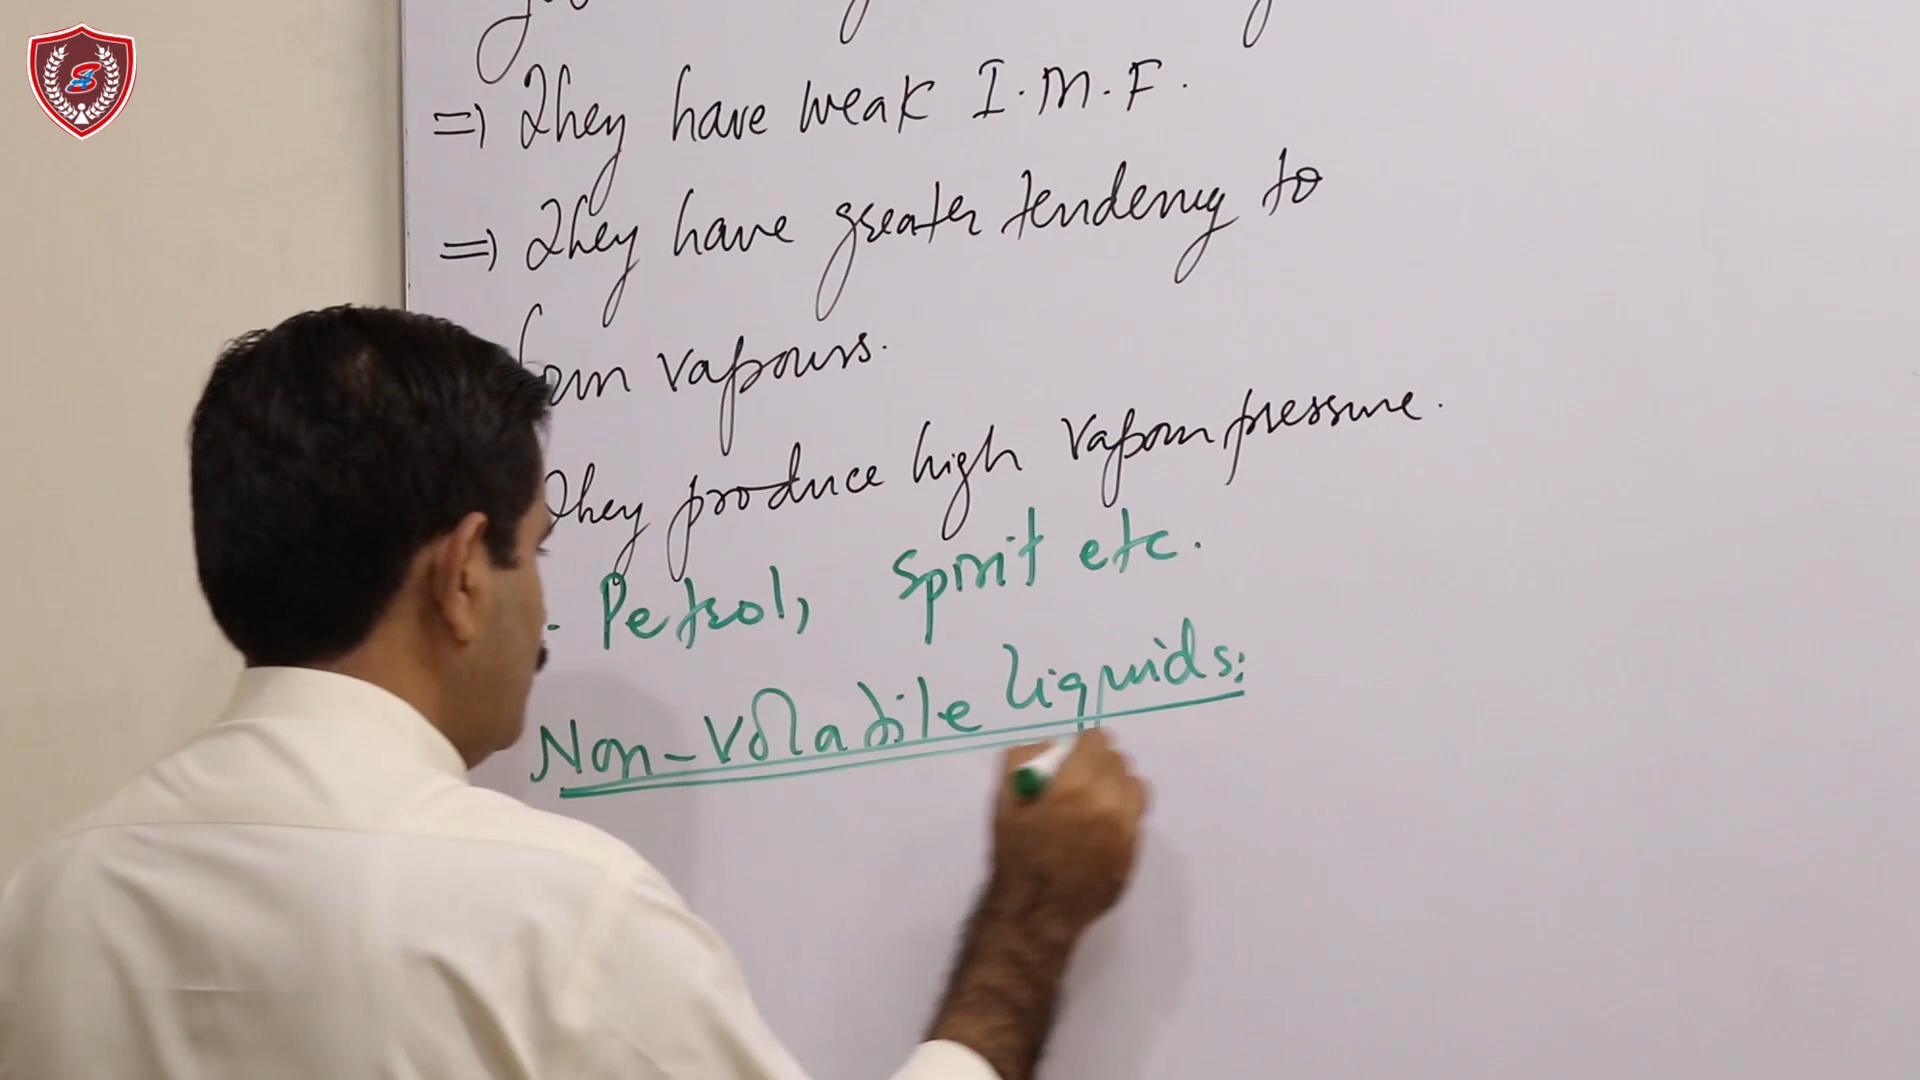 => They have weak I.M.F.
=> They have greater tendency to
form vapours.
They produce high vapour pressure.
. Petrol, Spirit etc.
Non-Volatile Liquids: